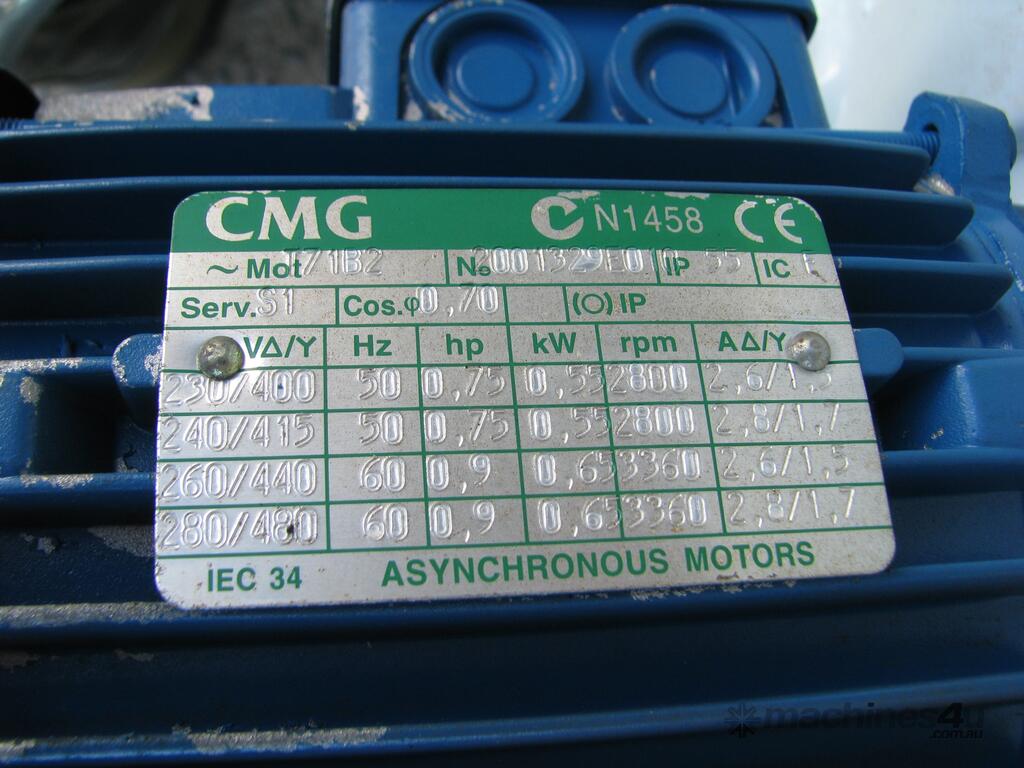 CMG N1458 CE
~ Mot T71B2 № IP 55 IC F
Serv. S1 Cos.φ 0,70 (O) IP
VΔ/Y Hz hp kW rpm AΔ/Y
230/400 50 0,75 0,55 2800 2,6/1,5
240/415 50 0,75 0,55 2800 2,8/1,7
260/440 60 0,9 0,65 3360 2,6/1,5
280/480 60 0,9 0,65 3360 2,8/1,7
IEC 34 ASYNCHRONOUS MOTORS
machines4u
.com.au